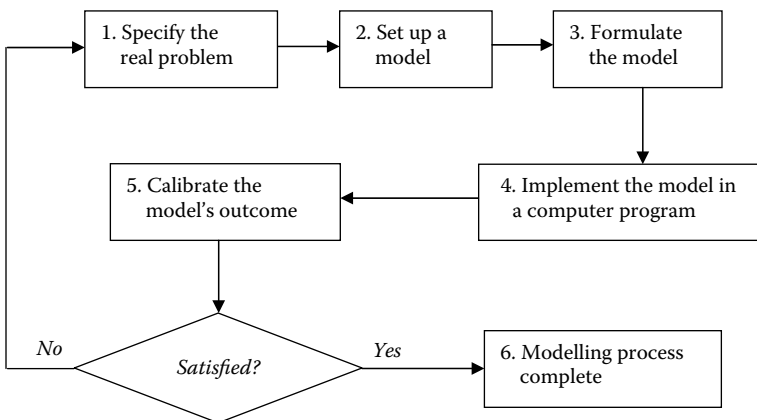 1. Specify the
real problem
2. Set up a
model
3. Formulate
the model
4. Implement the model in
a computer program
5. Calibrate the
model's outcome
Satisfied?
No
Yes
6. Modelling process
complete